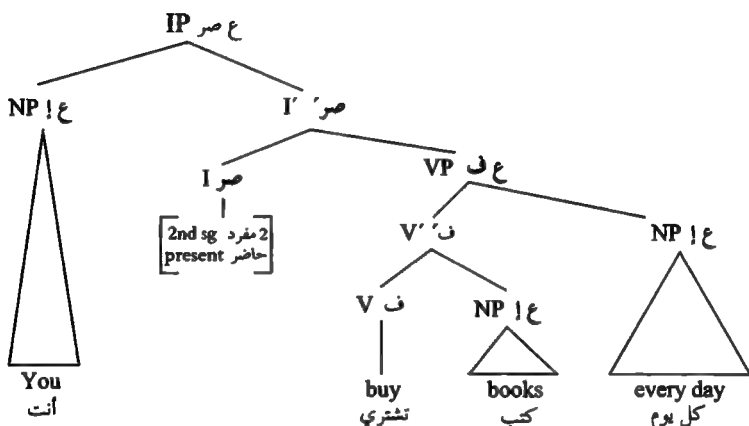 IP ع صر
NP ع إ
I′′ صر′′
I صر
VP ع ف
2nd sg 2 مفرد
present حاضر
V′′ ف′′
NP ع إ
V ف
NP ع إ
You
أنت
buy
تشتري
books
كتب
every day
كل يوم